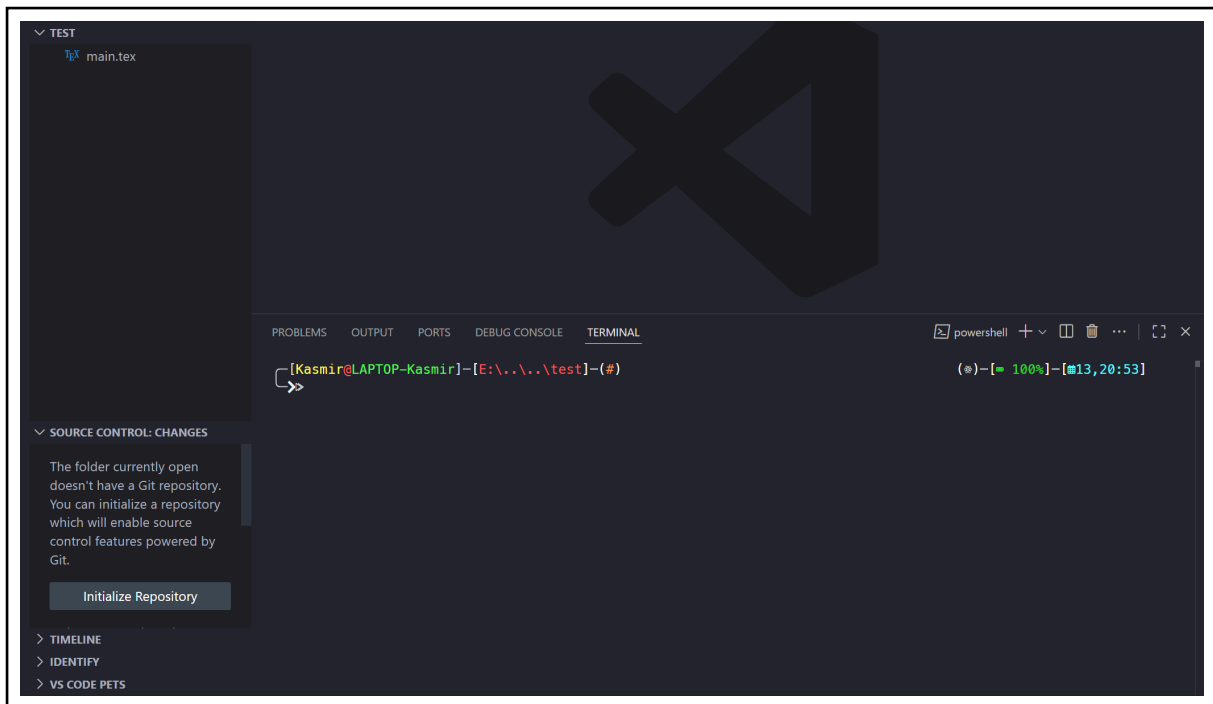 TEST
TEX main.tex
PROBLEMS OUTPUT PORTS DEBUG CONSOLE TERMINAL
powershell
[Kasmir@LAPTOP-Kasmir]-[E:\..\..\test]-(#)
()-[ 100%]-[13,20:53]
SOURCE CONTROL: CHANGES
The folder currently open
doesn't have a Git repository.
You can initialize a repository
which will enable source
control features powered by
Git.
Initialize Repository
TIMELINE
IDENTIFY
VS CODE PETS